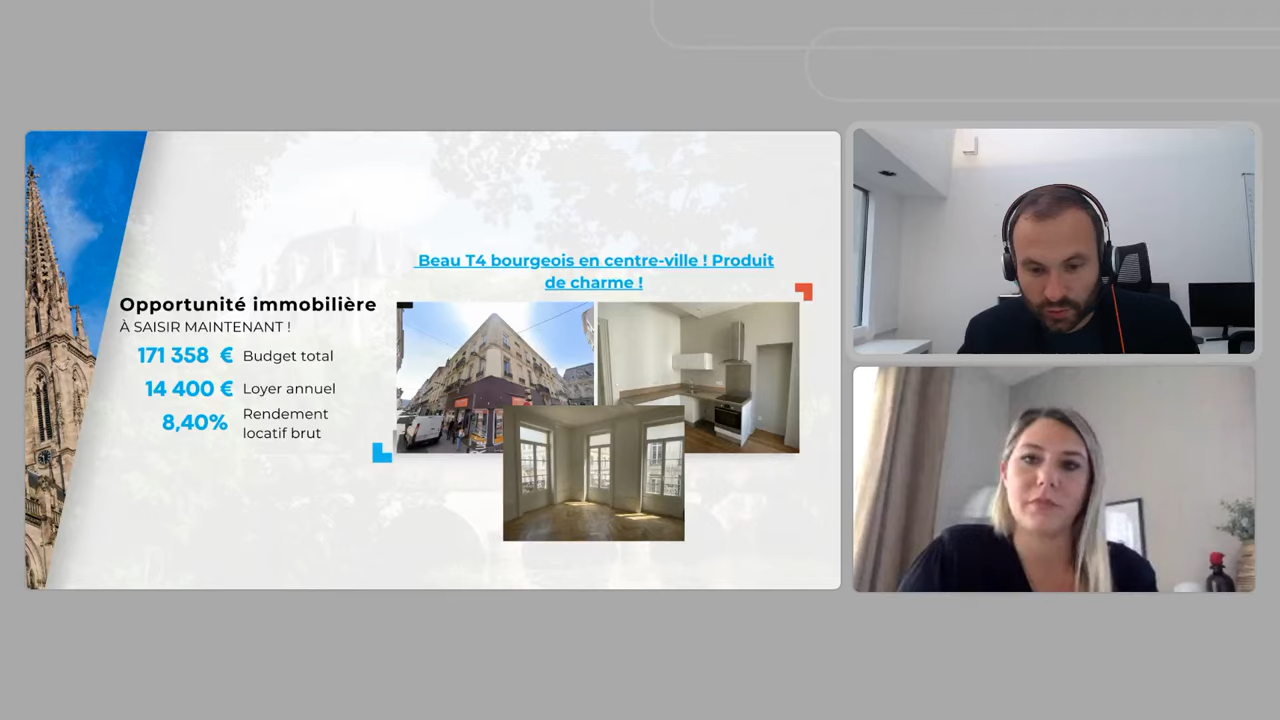 Beau T4 bourgeois en centre-ville ! Produit
de charme !
Opportunité immobilière
À SAISIR MAINTENANT !
171 358 € Budget total
14 400 € Loyer annuel
8,40% Rendement
locatif brut